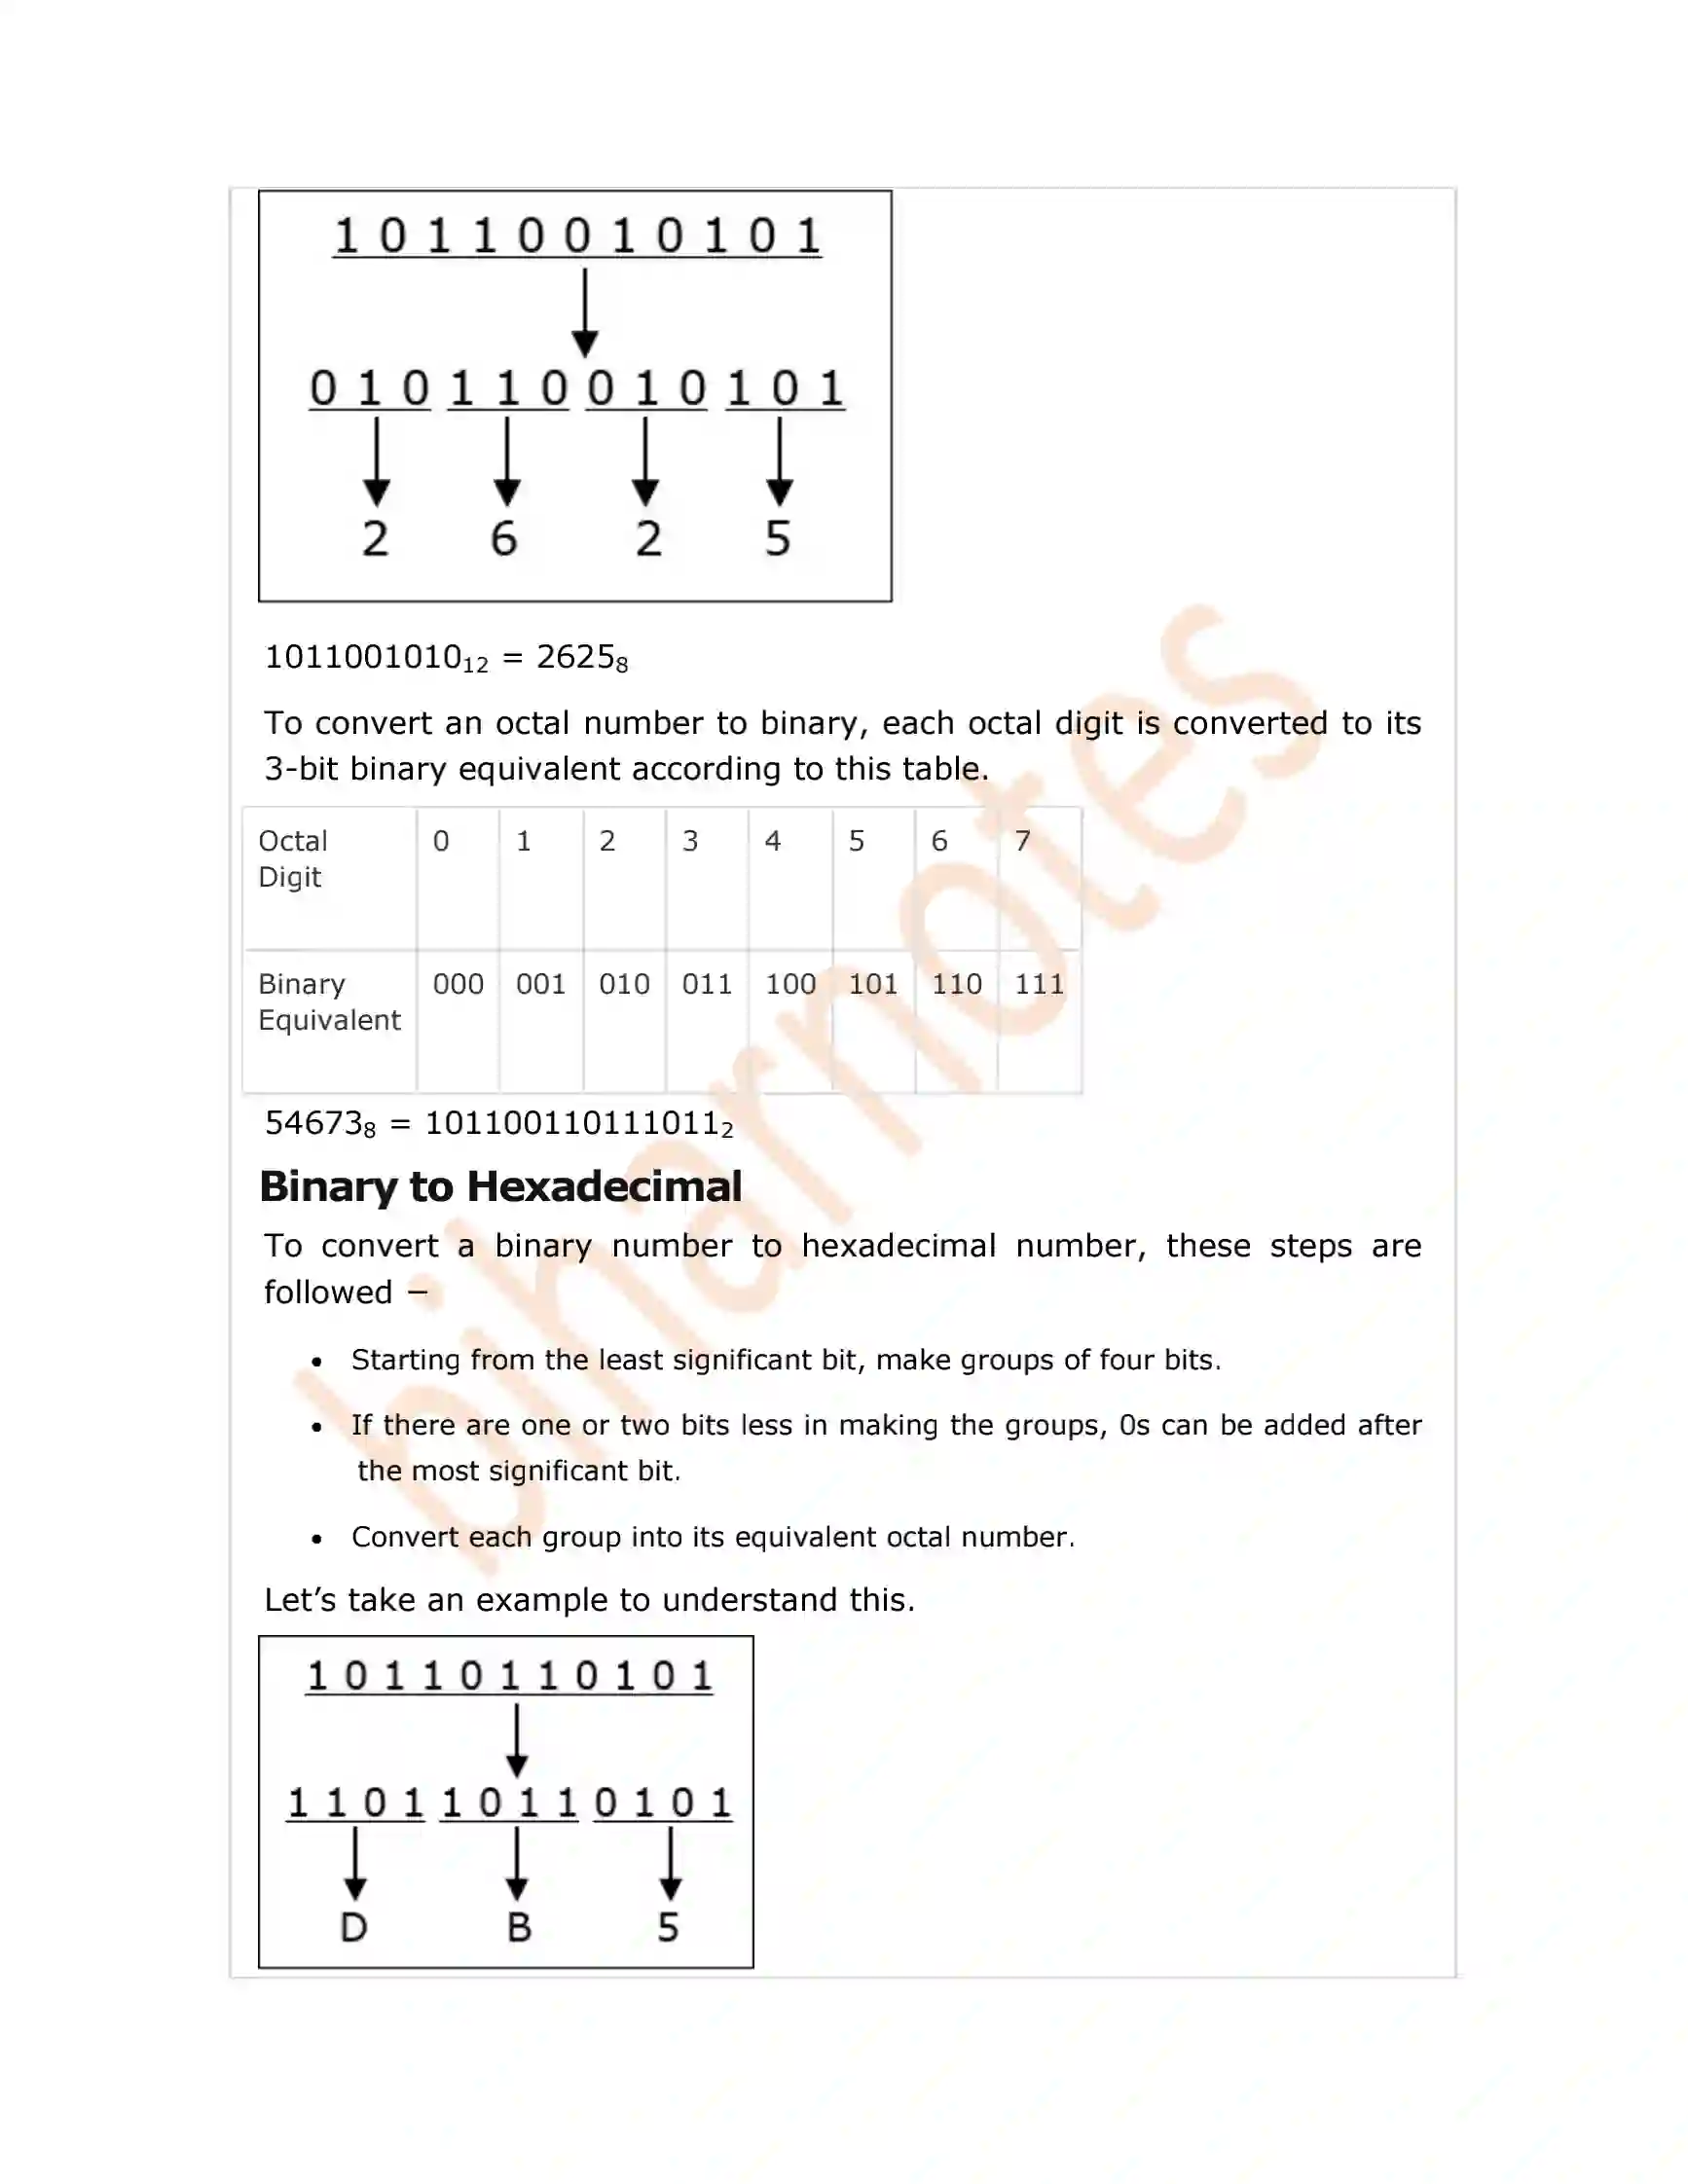 1 0 1 1 0 0 1 0 1 0 1
0 1 0 1 1 0 0 1 0 1 0 1
2 6 2 5
1011001010₁₂ = 2625₈
To convert an octal number to binary, each octal digit is converted to its
3-bit binary equivalent according to this table.
Octal Digit 0 1 2 3 4 5 6 7
Binary Equivalent 000 001 010 011 100 101 110 111
54673₈ = 101100110111011₂
Binary to Hexadecimal
To convert a binary number to hexadecimal number, these steps are
followed −
• Starting from the least significant bit, make groups of four bits.
• If there are one or two bits less in making the groups, 0s can be added after
the most significant bit.
• Convert each group into its equivalent octal number.
Let’s take an example to understand this.
1 0 1 1 0 1 1 0 1 0 1
1 1 0 1 1 0 1 1 0 1 0 1
D B 5
biharnotes